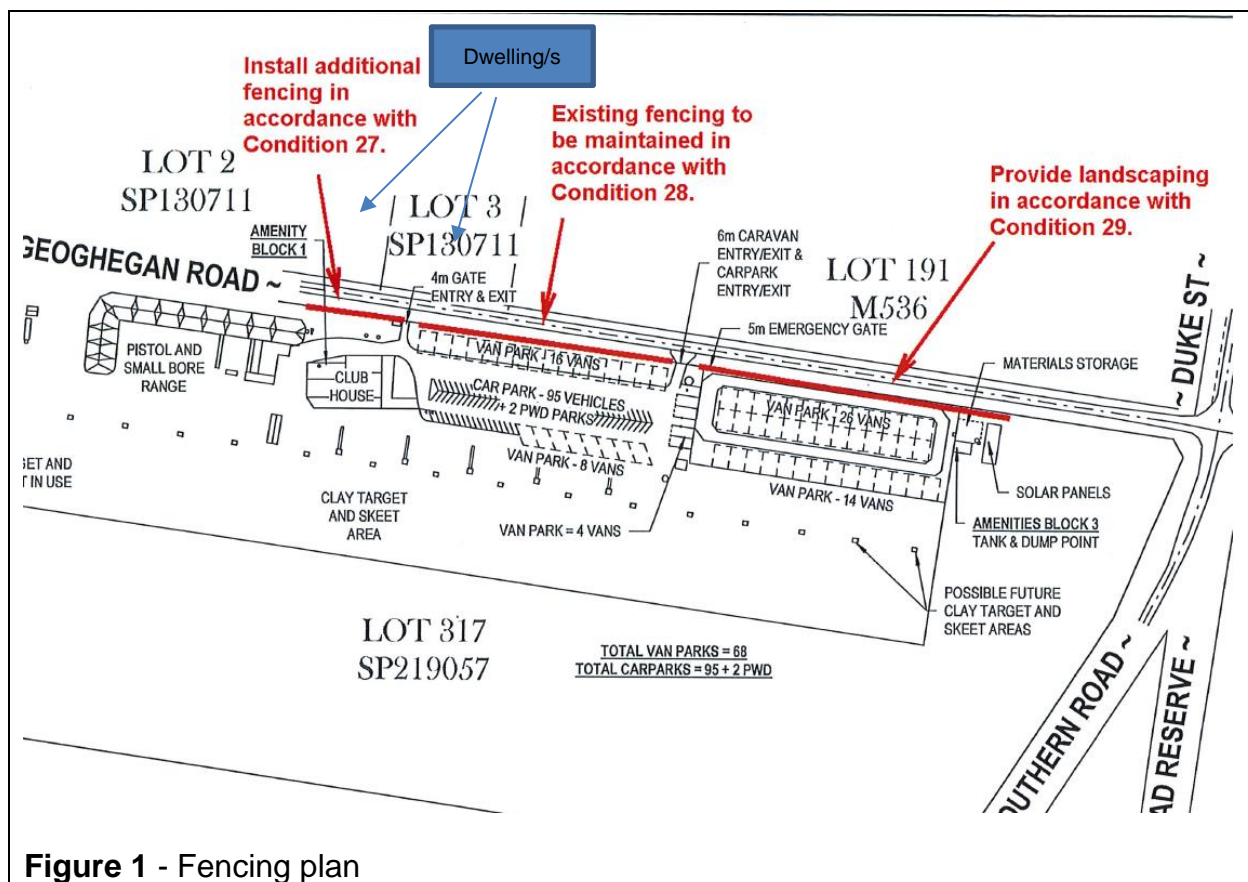 Dwelling/s
Install additional
fencing in
accordance with
Condition 27.
Existing fencing to
be maintained in
accordance with
Condition 28.
Provide landscaping
in accordance with
Condition 29.
LOT 2
SP130711
LOT 3
SP130711
AMENITY
BLOCK 1
GEOGHEGAN ROAD ~
4m GATE
ENTRY & EXIT
6m CARAVAN
ENTRY/EXIT &
CARPARK
ENTRY/EXIT
LOT 191
M536
~ DUKE ST ~
5m EMERGENCY GATE
MATERIALS STORAGE
PISTOL AND
SMALL BORE
RANGE
CLUB
HOUSE
VAN PARK - 16 VANS
CAR PARK - 95 VEHICLES
+ 2 PWD PARKS
VAN PARK - 8 VANS
VAN PARK - 26 VANS
VAN PARK - 14 VANS
SOLAR PANELS
GET AND
T IN USE
CLAY TARGET
AND SKEET
AREA
VAN PARK = 4 VANS
AMENITIES BLOCK 3
TANK & DUMP POINT
POSSIBLE FUTURE
CLAY TARGET AND
SKEET AREAS
LOT 317
SP219057
TOTAL VAN PARKS = 68
TOTAL CARPARKS = 95 + 2 PWD
OUTHERN ROAD ~
AD RESERVE ~
Figure 1 - Fencing plan